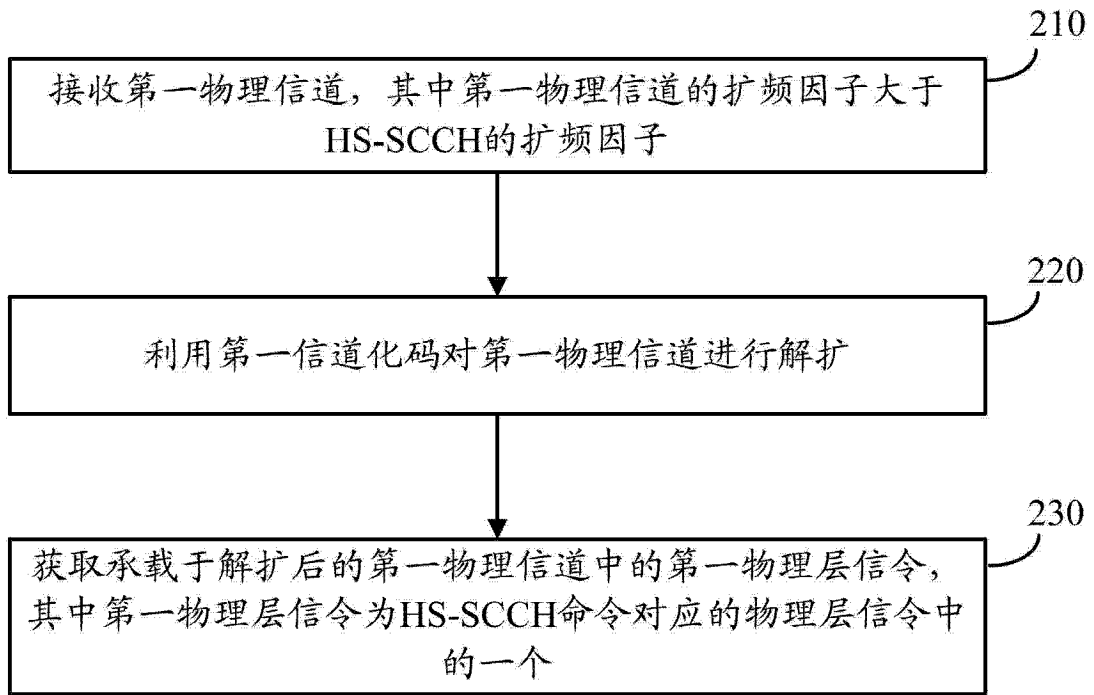 210
接收第一物理信道，其中第一物理信道的扩频因子大于
HS-SCCH的扩频因子
220
利用第一信道化码对第一物理信道进行解扩
230
获取承载于解扩后的第一物理信道中的第一物理层信令，
其中第一物理层信令为HS-SCCH命令对应的物理层信令中
的一个